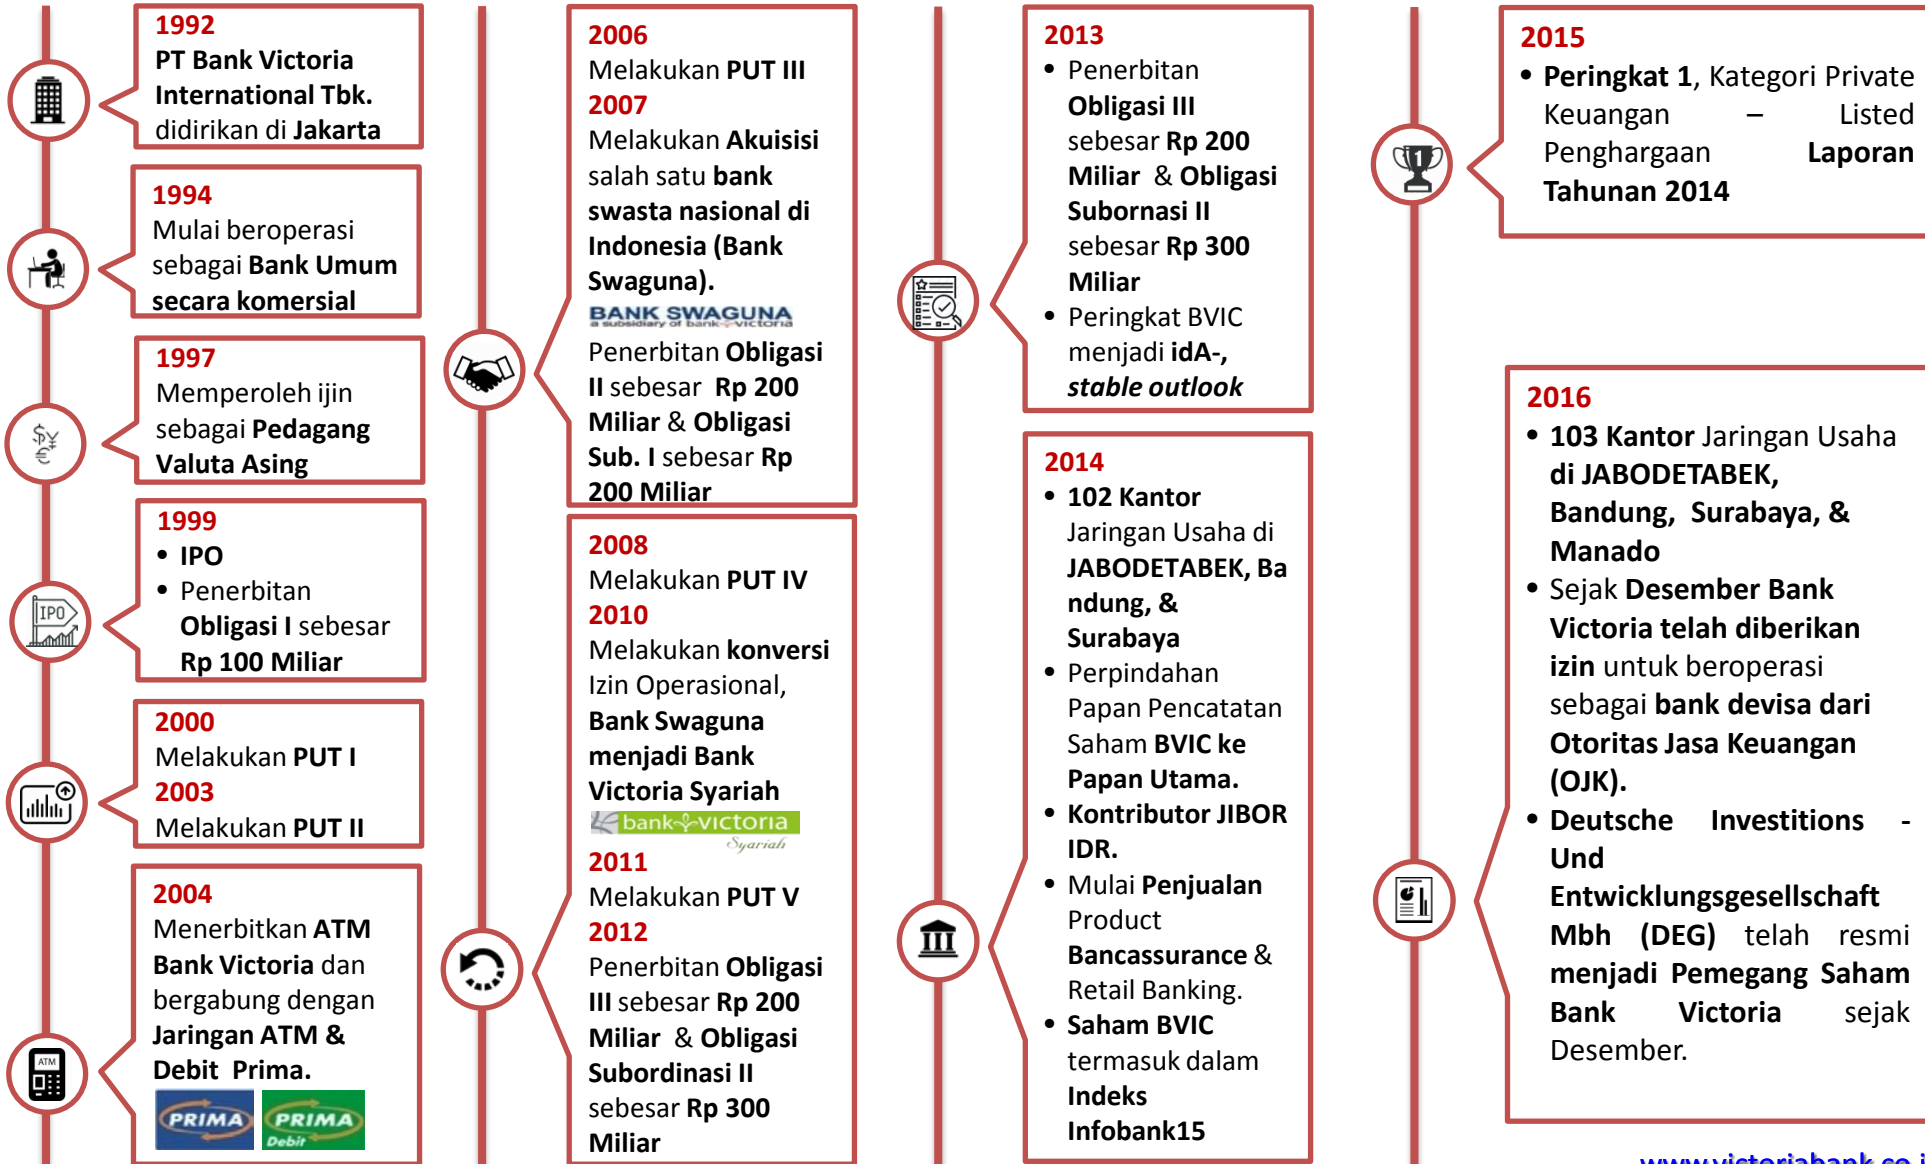 1992
PT Bank Victoria
International Tbk.
didirikan di Jakarta
1994
Mulai beroperasi
sebagai Bank Umum
secara komersial
1997
Memperoleh ijin
sebagai Pedagang
Valuta Asing
1999
• IPO
• Penerbitan
Obligasi I sebesar
Rp 100 Miliar
IPO
2000
Melakukan PUT I
2003
Melakukan PUT II
2004
Menerbitkan ATM
Bank Victoria dan
bergabung dengan
Jaringan ATM &
Debit Prima.
ATM
PRIMA
PRIMA
Debit
2006
Melakukan PUT III
2007
Melakukan Akuisisi
salah satu bank
swasta nasional di
Indonesia (Bank
Swaguna).
BANK SWAGUNA
a subsidiary of bank victoria
Penerbitan Obligasi
II sebesar Rp 200
Miliar & Obligasi
Sub. I sebesar Rp
200 Miliar
2008
Melakukan PUT IV
2010
Melakukan konversi
Izin Operasional,
Bank Swaguna
menjadi Bank
Victoria Syariah
bank victoria
Syariah
2011
Melakukan PUT V
2012
Penerbitan Obligasi
III sebesar Rp 200
Miliar & Obligasi
Subordinasi II
sebesar Rp 300
Miliar
2013
• Penerbitan
Obligasi III
sebesar Rp 200
Miliar & Obligasi
Subornasi II
sebesar Rp 300
Miliar
• Peringkat BVIC
menjadi idA-,
stable outlook
2014
• 102 Kantor
Jaringan Usaha di
JABODETABEK, Ba
ndung, &
Surabaya
• Perpindahan
Papan Pencatatan
Saham BVIC ke
Papan Utama.
• Kontributor JIBOR
IDR.
• Mulai Penjualan
Product
Bancassurance &
Retail Banking.
• Saham BVIC
termasuk dalam
Indeks
Infobank15
1
2015
• Peringkat 1, Kategori Private
Keuangan – Listed
Penghargaan Laporan
Tahunan 2014
2016
• 103 Kantor Jaringan Usaha
di JABODETABEK,
Bandung, Surabaya, &
Manado
• Sejak Desember Bank
Victoria telah diberikan
izin untuk beroperasi
sebagai bank devisa dari
Otoritas Jasa Keuangan
(OJK).
• Deutsche Investitions -
Und
Entwicklungsgesellschaft
Mbh (DEG) telah resmi
menjadi Pemegang Saham
Bank Victoria sejak
Desember.
www.victoriabank.co.i